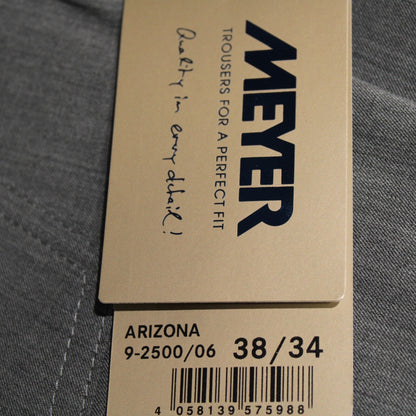 MEYER
TROUSERS FOR A PERFECT FIT
Quality in every detail!
ARIZONA
9-2500/06 38/34
4 058139 575988